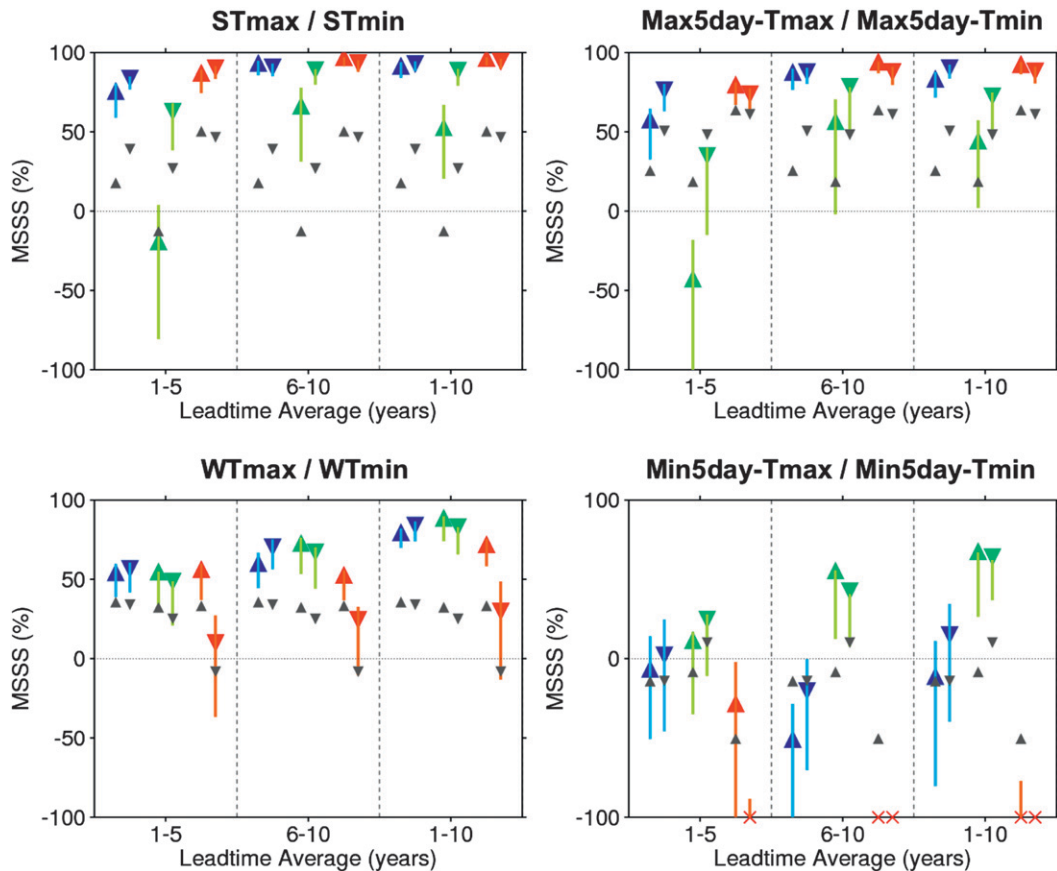 STmax / STmin
MSSS (%)
100
50
0
-50
-100
1-5 6-10 1-10
Leadtime Average (years)
Max5day-Tmax / Max5day-Tmin
MSSS (%)
100
50
0
-50
-100
1-5 6-10 1-10
Leadtime Average (years)
WTmax / WTmin
MSSS (%)
100
50
0
-50
-100
1-5 6-10 1-10
Leadtime Average (years)
Min5day-Tmax / Min5day-Tmin
MSSS (%)
100
50
0
-50
-100
1-5 6-10 1-10
Leadtime Average (years)